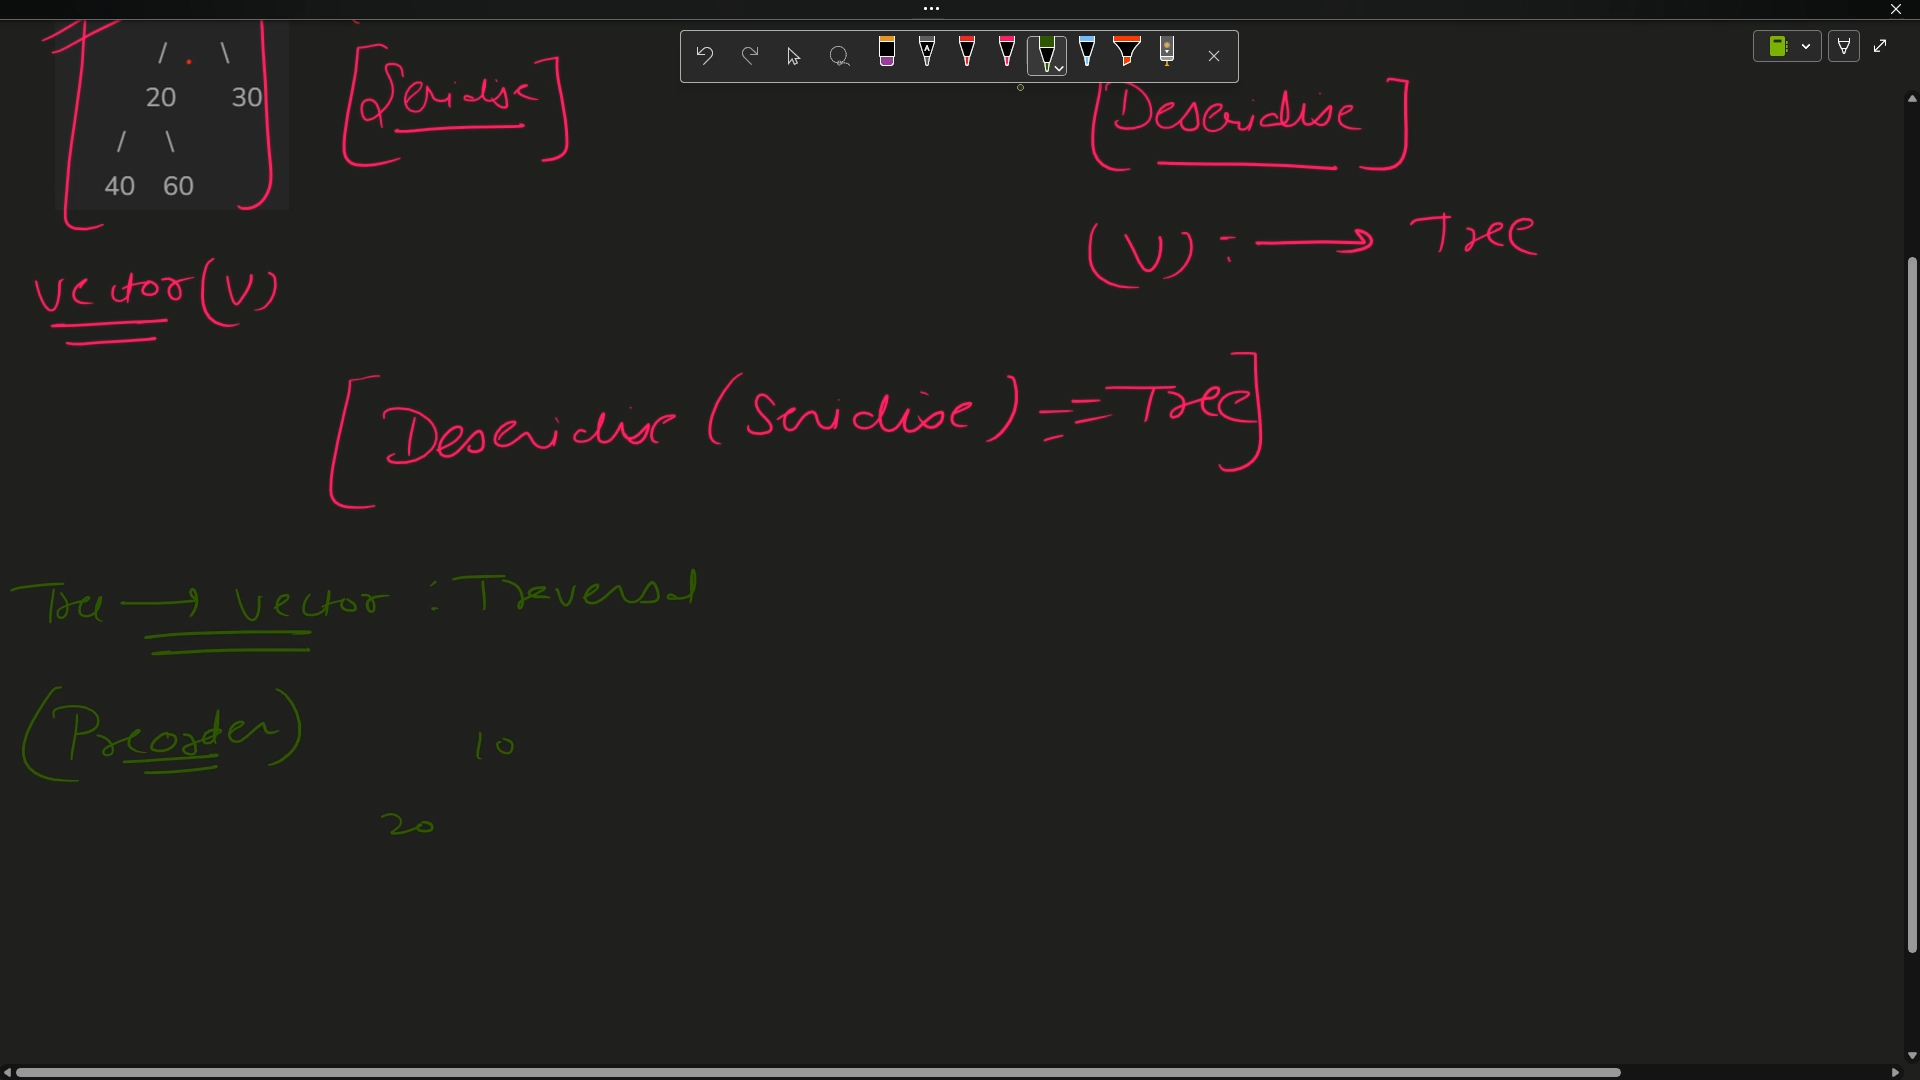 / \
20 30
/ \
40 60
[Serialise]
[Deserialise]
(V) : → Tree
vector (V)
[Deserialise (Serialise) == Tree]
Tree → vector : Traversal
(Preorder)
10
20